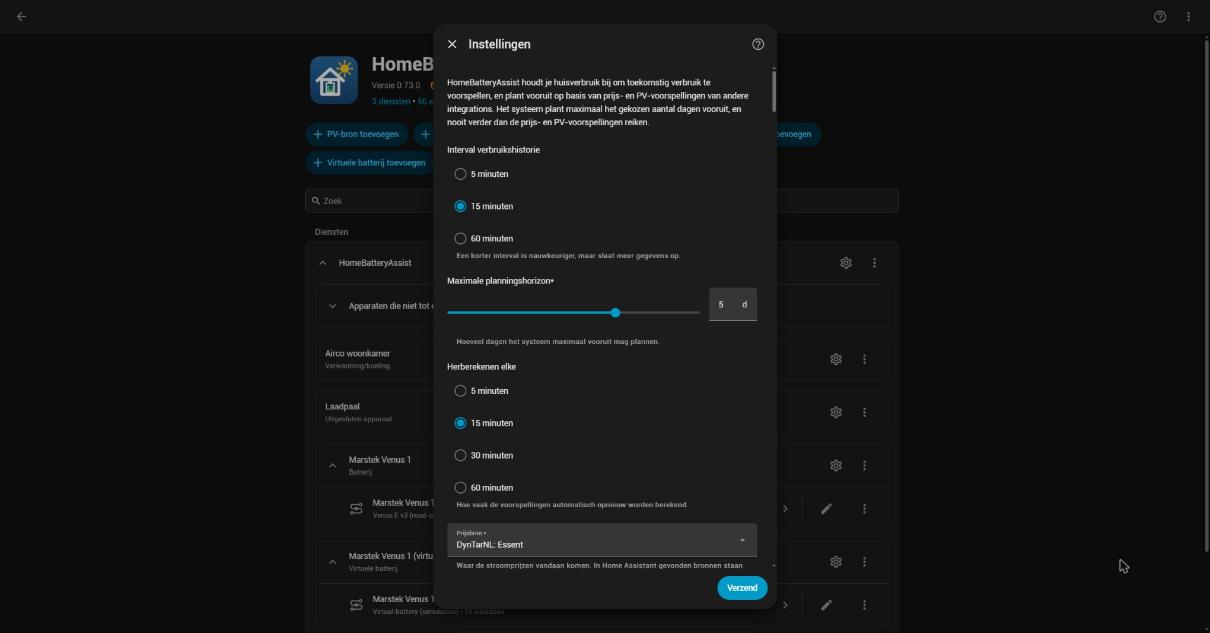 Instellingen
HomeB
Versie 0.73.0
3 diensten • 56 e
HomeBatteryAssist houdt je huisverbruik bij om toekomstig verbruik te
voorspellen, en plant vooruit op basis van prijs- en PV-voorspellingen van andere
integrations. Het systeem plant maximaal het gekozen aantal dagen vooruit, en
nooit verder dan de prijs- en PV-voorspellingen reiken.
PV-bron toevoegen
oevoegen
Virtuele batterij toevoegen
Interval verbruikshistorie
5 minuten
15 minuten
60 minuten
Een korter interval is nauwkeuriger, maar slaat meer gegevens op.
Zoek
Diensten
HomeBatteryAssist
Maximale planningshorizon*
5 d
Hoeveel dagen het systeem maximaal vooruit mag plannen.
Apparaten die niet tot
Airco woonkamer
Verwarming/koeling
Herberekenen elke
5 minuten
15 minuten
30 minuten
60 minuten
Hoe vaak de voorspellingen automatisch opnieuw worden berekend.
Laadpaal
Uitgesloten apparaat
Marstek Venus 1
Batterij
Marstek Venus 1
Venus E v3 (read-o
Prijsbron *
DynTarNL: Essent
Waar de stroomprijzen vandaan komen. In Home Assistant gevonden bronnen staan
Marstek Venus 1 (virtu
Virtuele batterij
Marstek Venus 1
Virtual battery (simulation) • 16 entiteiten
Verzend